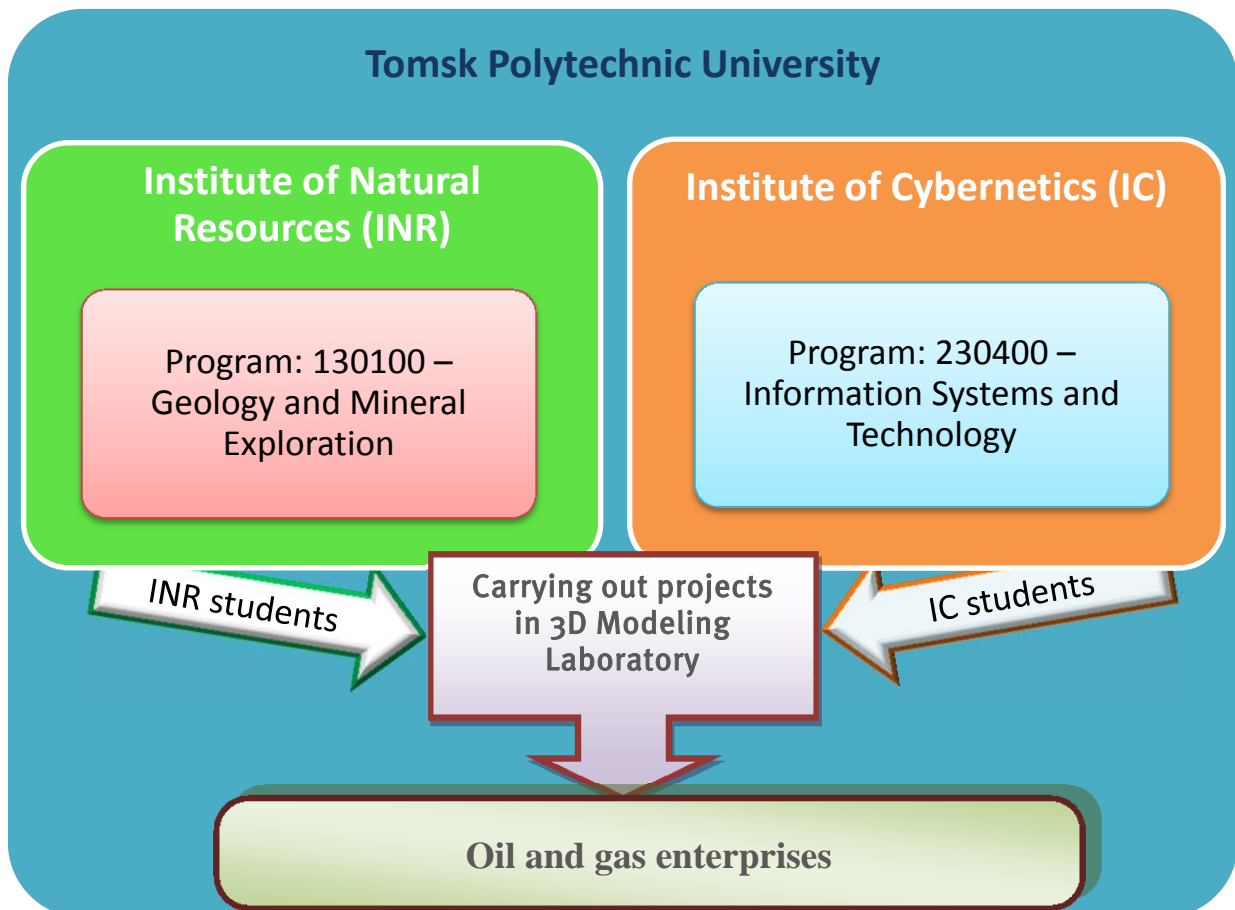 Tomsk Polytechnic University
Institute of Natural
Resources (INR)
Program: 130100 –
Geology and Mineral
Exploration
Institute of Cybernetics (IC)
Program: 230400 –
Information Systems and
Technology
INR students
Carrying out projects
in 3D Modeling
Laboratory
IC students
Oil and gas enterprises